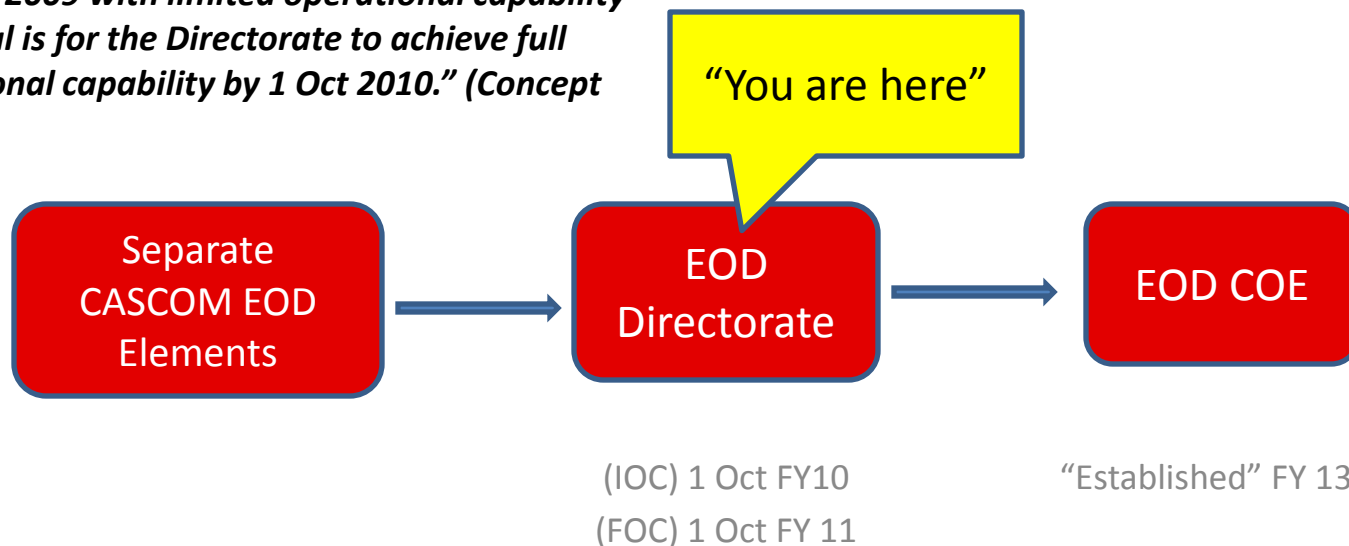 2009 with limited operational capability
al is for the Directorate to achieve full
onal capability by 1 Oct 2010.” (Concept
“You are here”
Separate
CASCOM EOD
Elements
EOD
Directorate
EOD COE
(IOC) 1 Oct FY10
(FOC) 1 Oct FY 11
“Established” FY 13